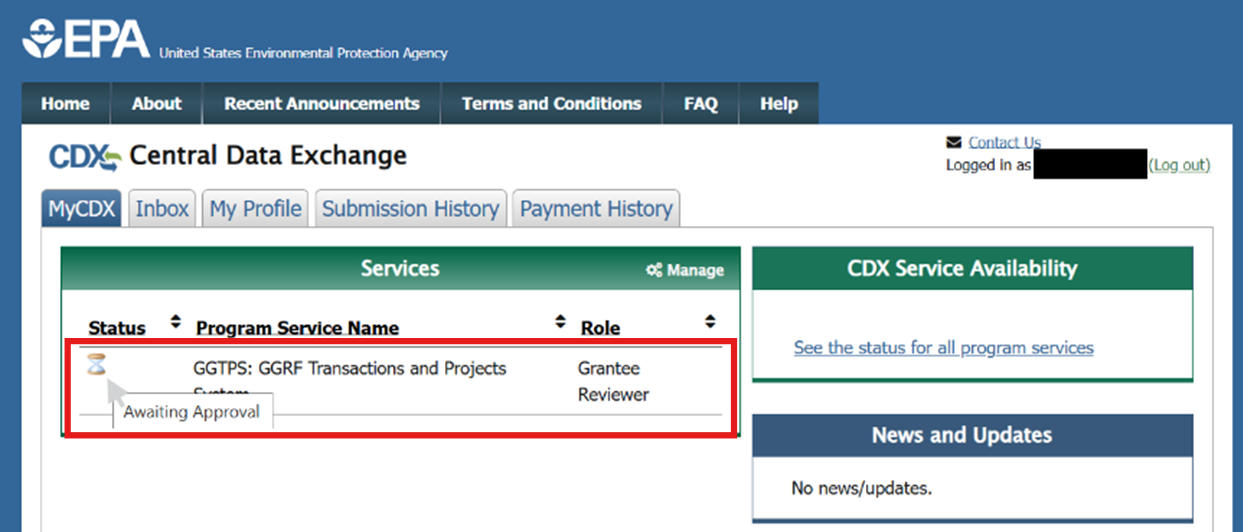 EPA United States Environmental Protection Agency
Home About Recent Announcements Terms and Conditions FAQ Help
CDX Central Data Exchange
Contact Us
Logged in as (Log out)
MyCDX Inbox My Profile Submission History Payment History
Services Manage
Status Program Service Name Role
GGTPS: GGRF Transactions and Projects Grantee
System Reviewer
Awaiting Approval
CDX Service Availability
See the status for all program services
News and Updates
No news/updates.